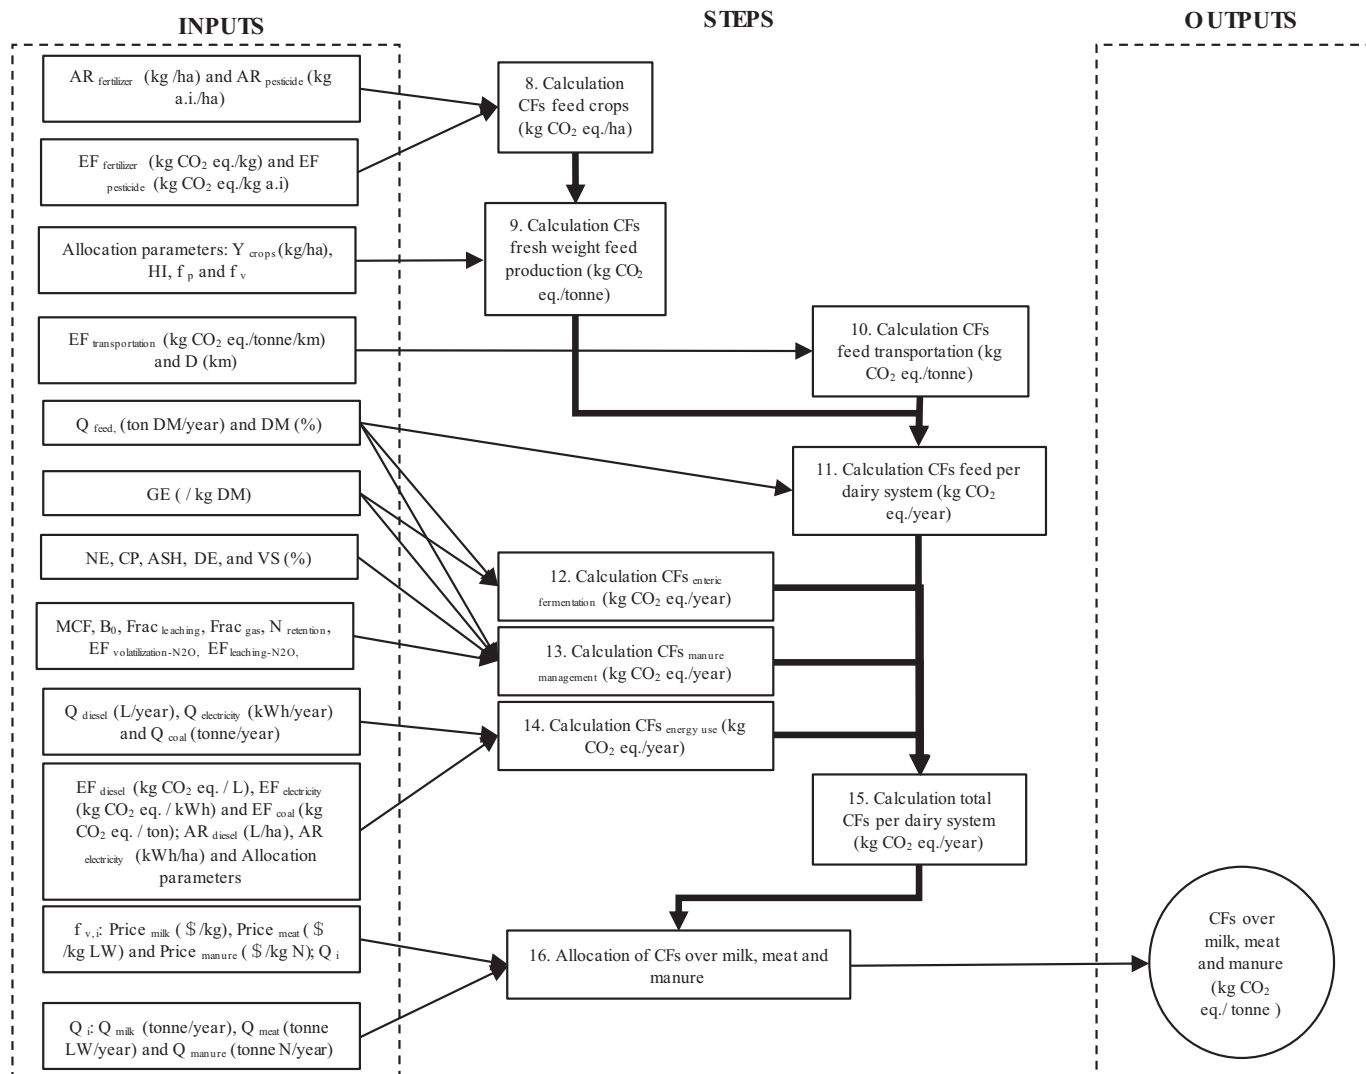 INPUTS
STEPS
OUTPUTS
AR fertilizer (kg /ha) and AR pesticide (kg
a.i./ha)
EF fertilizer (kg CO2 eq./kg) and EF
pesticide (kg CO2 eq./kg a.i)
Allocation parameters: Y crops (kg/ha),
HI, f p and f v
EF transportation (kg CO2 eq./tonne/km)
and D (km)
Q feed, (ton DM/year) and DM (%)
GE ( / kg DM)
NE, CP, ASH, DE, and VS (%)
MCF, B0, Frac leaching, Frac gas, N retention,
EF volatilization-N2O, EF leaching-N2O,
Q diesel (L/year), Q electricity (kWh/year)
and Q coal (tonne/year)
EF diesel (kg CO2 eq. / L), EF electricity
(kg CO2 eq. / kWh) and EF coal (kg
CO2 eq. / ton); AR diesel (L/ha), AR
electricity (kWh/ha) and Allocation
parameters
f v,i: Price milk ( $/kg), Price meat ( $
/kg LW) and Price manure ( $/kg N); Q i
Q i: Q milk (tonne/year), Q meat (tonne
LW/year) and Q manure (tonne N/year)
8. Calculation
CFs feed crops
(kg CO2 eq./ha)
9. Calculation CFs
fresh weight feed
production (kg CO2
eq./tonne)
10. Calculation CFs
feed transportation (kg
CO2 eq./tonne)
11. Calculation CFs feed per
dairy system (kg CO2
eq./year)
12. Calculation CFs enteric
fermentation (kg CO2 eq./year)
13. Calculation CFs manure
management (kg CO2 eq./year)
14. Calculation CFs energy use (kg
CO2 eq./year)
15. Calculation total
CFs per dairy system
(kg CO2 eq./year)
16. Allocation of CFs over milk, meat and
manure
CFs over
milk, meat
and manure
(kg CO2
eq./ tonne )